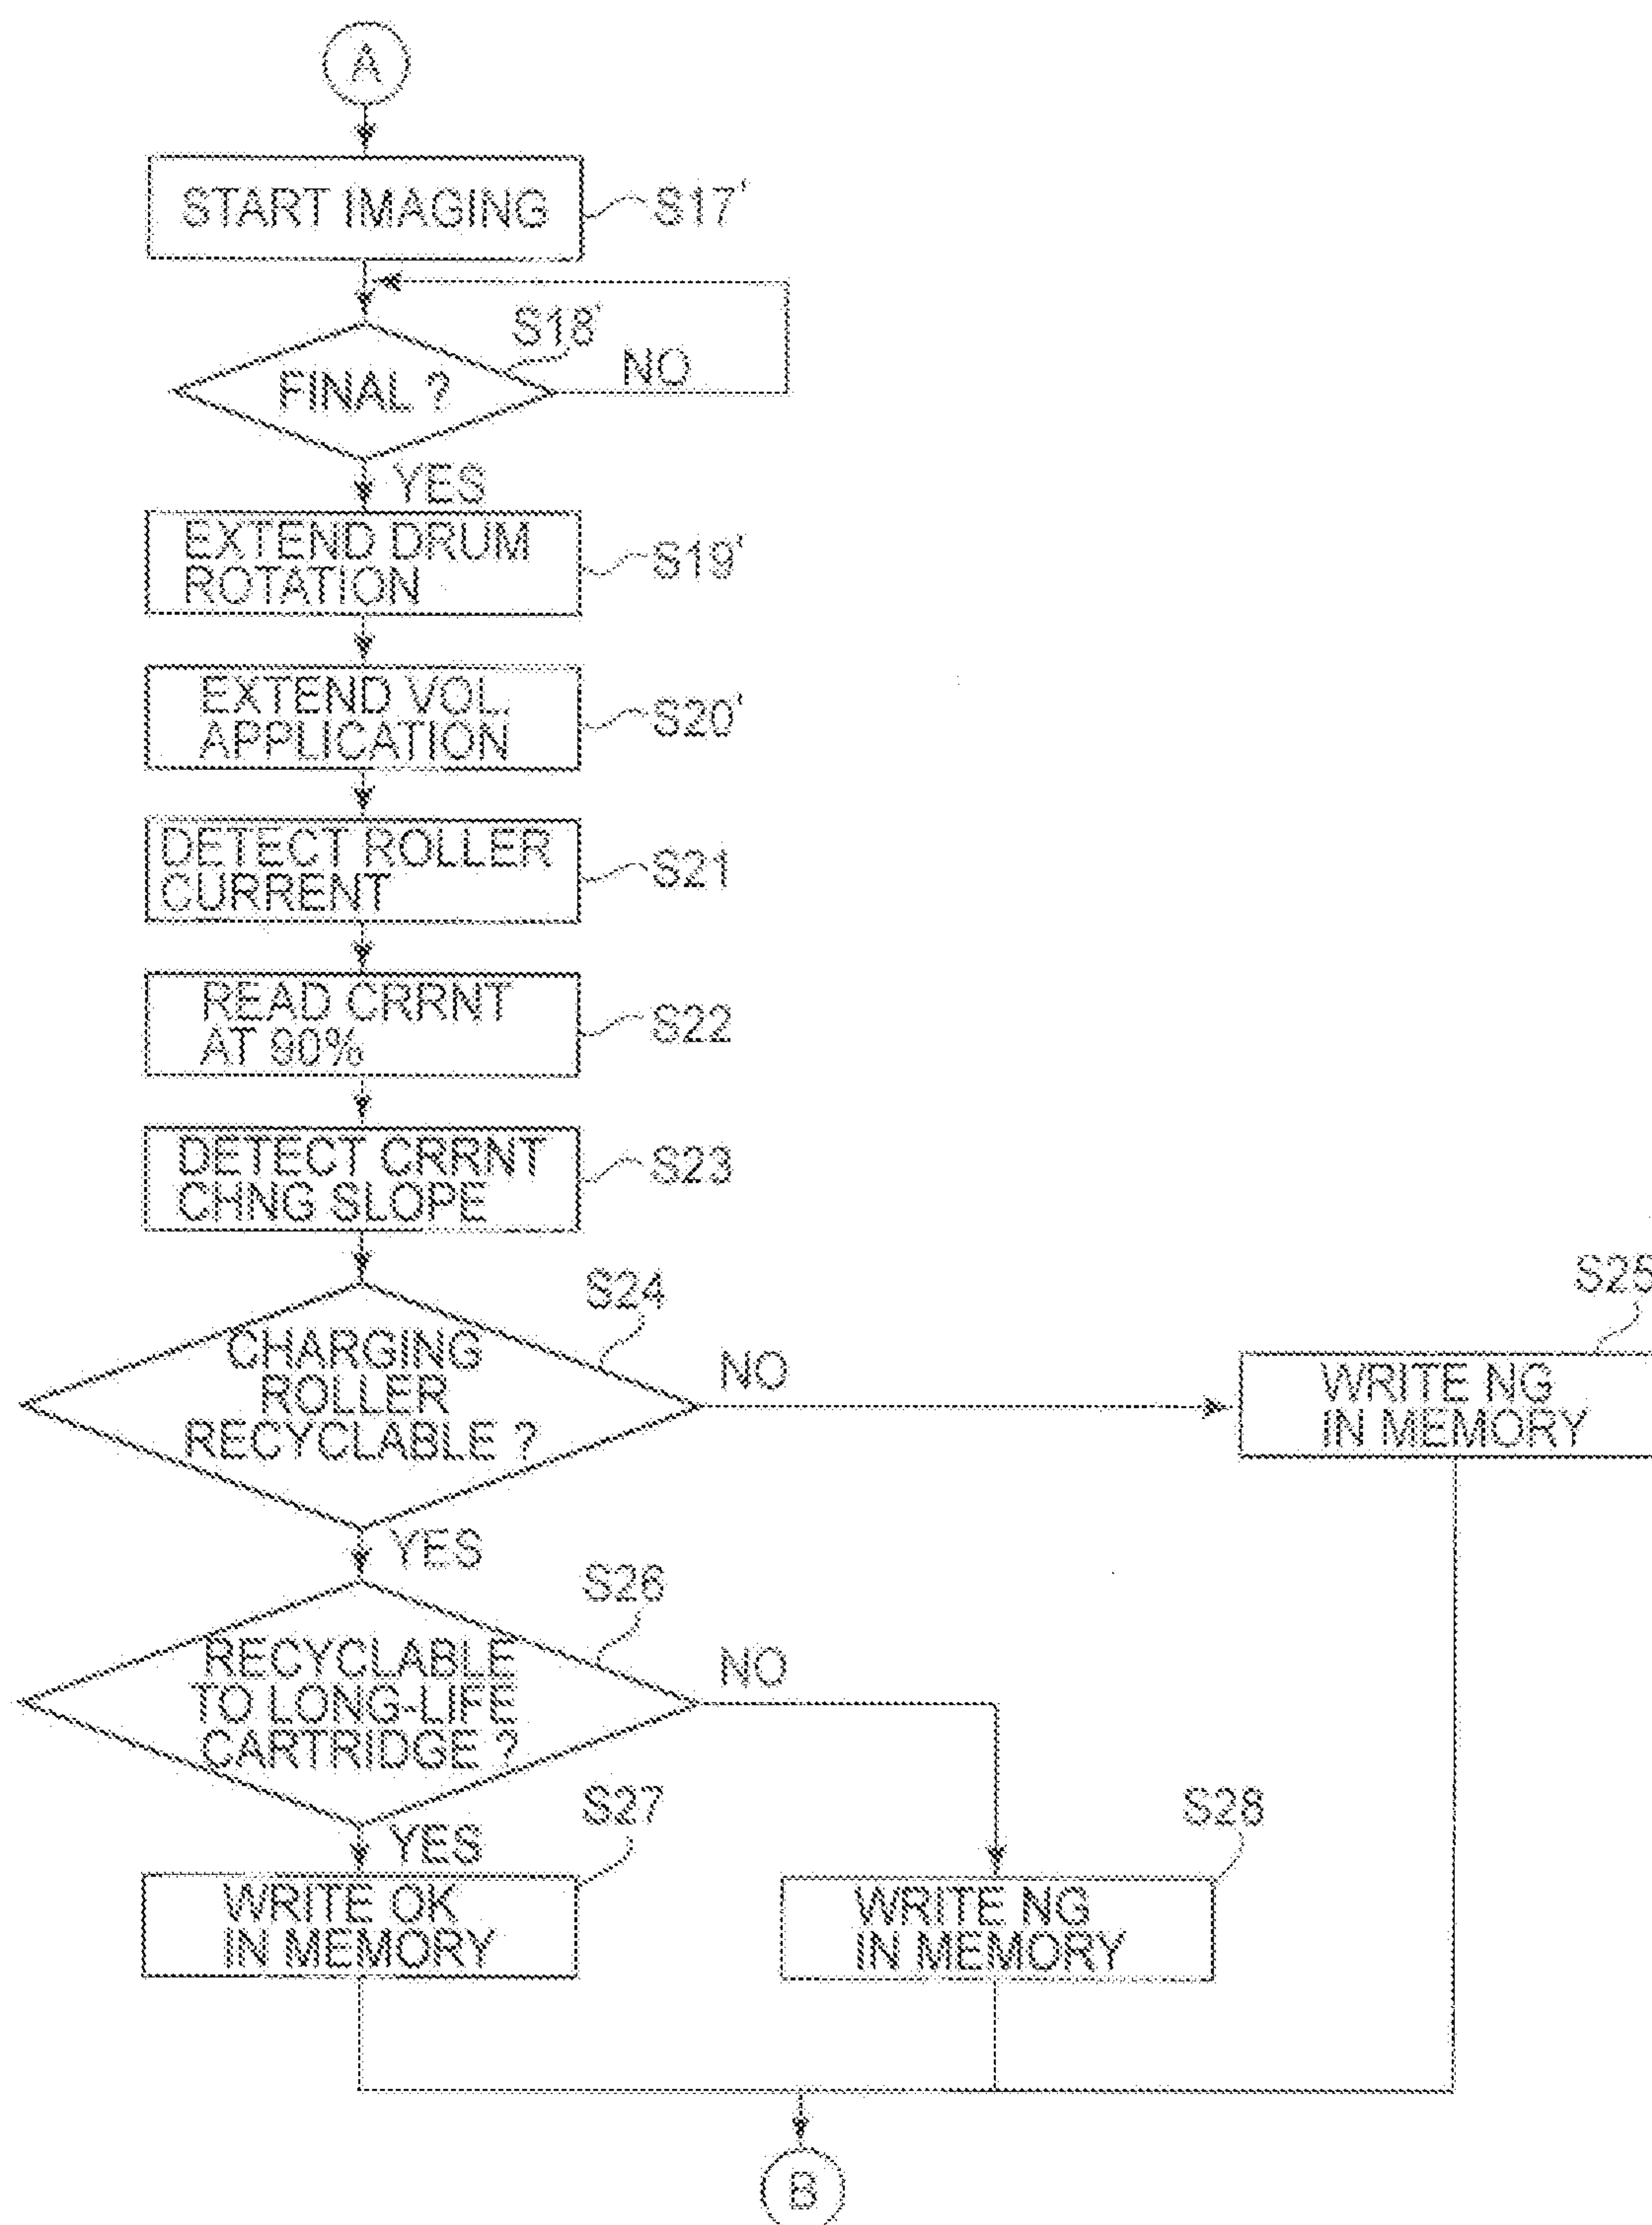 A
START IMAGING
S17'
S18'
FINAL ?
NO
YES
EXTEND DRUM
ROTATION
S19'
EXTEND VOL.
APPLICATION
S20'
DETECT ROLLER
CURRENT
S21
READ CRRNT
AT 90%
S22
DETECT CRRNT
CHNG SLOPE
S23
S24
S25
CHARGING
ROLLER
RECYCLABLE ?
NO
WRITE NG
IN MEMORY
YES
S26
RECYCLABLE
TO LONG-LIFE
CARTRIDGE ?
NO
S27
S28
YES
WRITE OK
IN MEMORY
WRITE NG
IN MEMORY
B